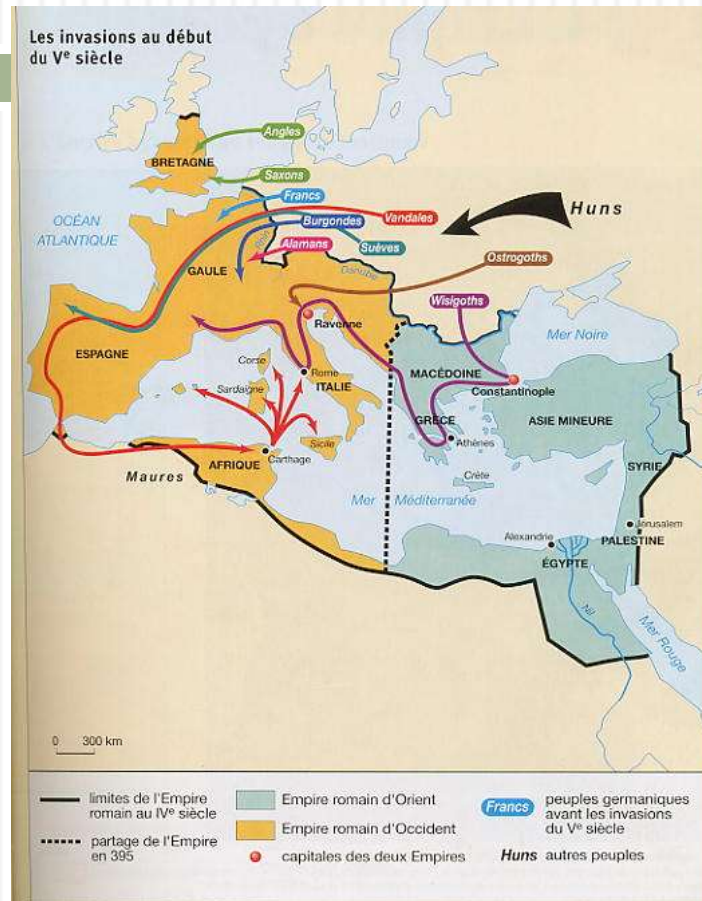 Les invasions au début
du Ve siècle
Angles
BRETAGNE
Saxons
Francs
OCÉAN
ATLANTIQUE
Burgondes
Vandales
Huns
Rhin
Alamans
Suèves
GAULE
Danube
Ostrogoths
Wisigoths
Ravenne
Mer Noire
ESPAGNE
Corse
Rome
MACÉDOINE
Constantinople
Sardaigne
ITALIE
GRÈCE
ASIE MINEURE
Athènes
Sicile
SYRIE
AFRIQUE
Carthage
Crète
Maures
Mer Méditerranée
Jérusalem
Alexandrie
PALESTINE
ÉGYPTE
Nil
Mer Rouge
0 300 km
limites de l'Empire
romain au IVe siècle
partage de l'Empire
en 395
Empire romain d'Orient
Empire romain d'Occident
capitales des deux Empires
Francs
peuples germaniques
avant les invasions
du Ve siècle
Huns autres peuples